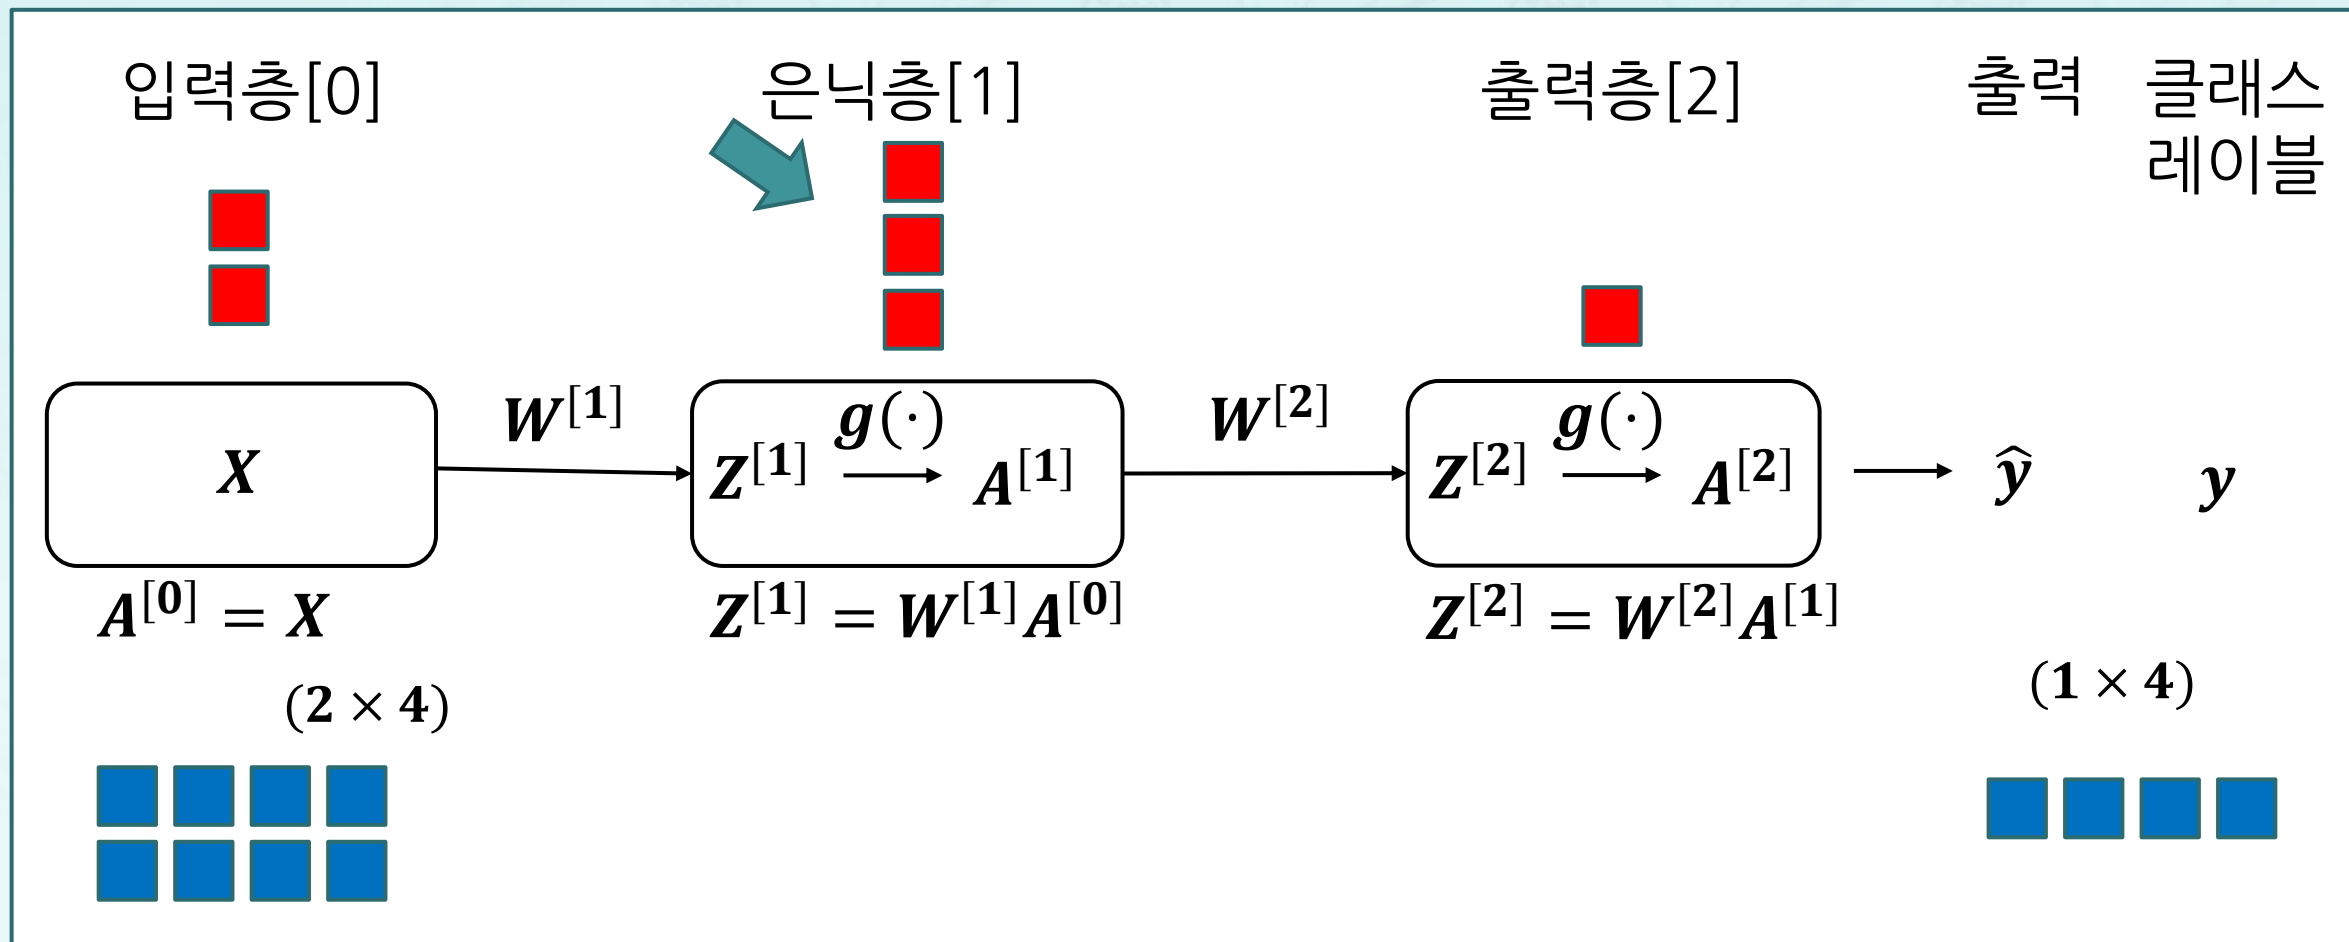 입력층[0] 은닉층[1] 출력층[2] 출력 클래스
레이블
W^{[1]} g(·) W^{[2]} g(·)
X Z^{[1]} A^{[1]} Z^{[2]} A^{[2]} ŷ y
A^{[0]} = X Z^{[1]} = W^{[1]}A^{[0]} Z^{[2]} = W^{[2]}A^{[1]}
(2 × 4) (1 × 4)